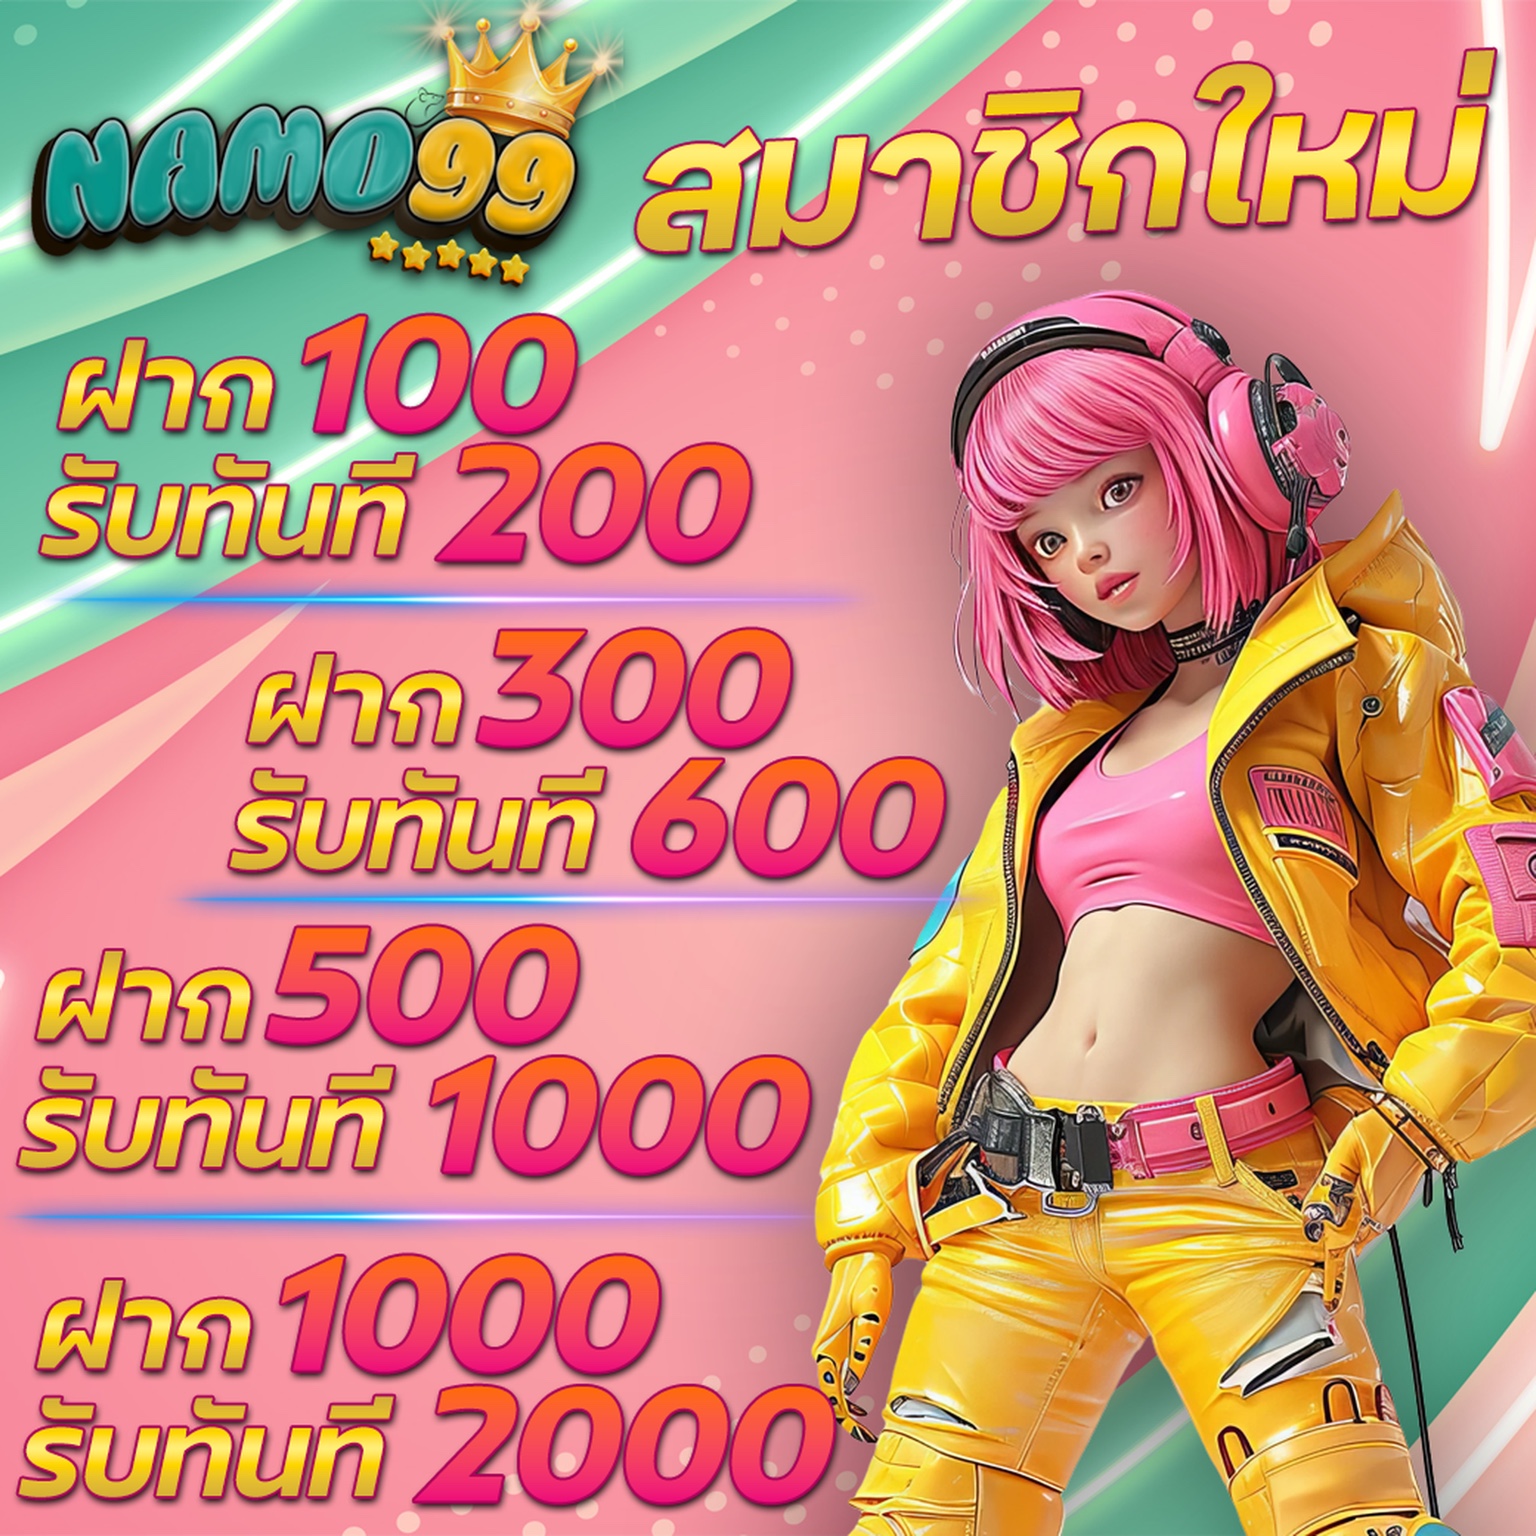 NAMO99
สมาชิกใหม่
ฝาก 100
รับทันที 200
ฝาก 300
รับทันที 600
ฝาก 500
รับทันที 1000
ฝาก 1000
รับทันที 2000